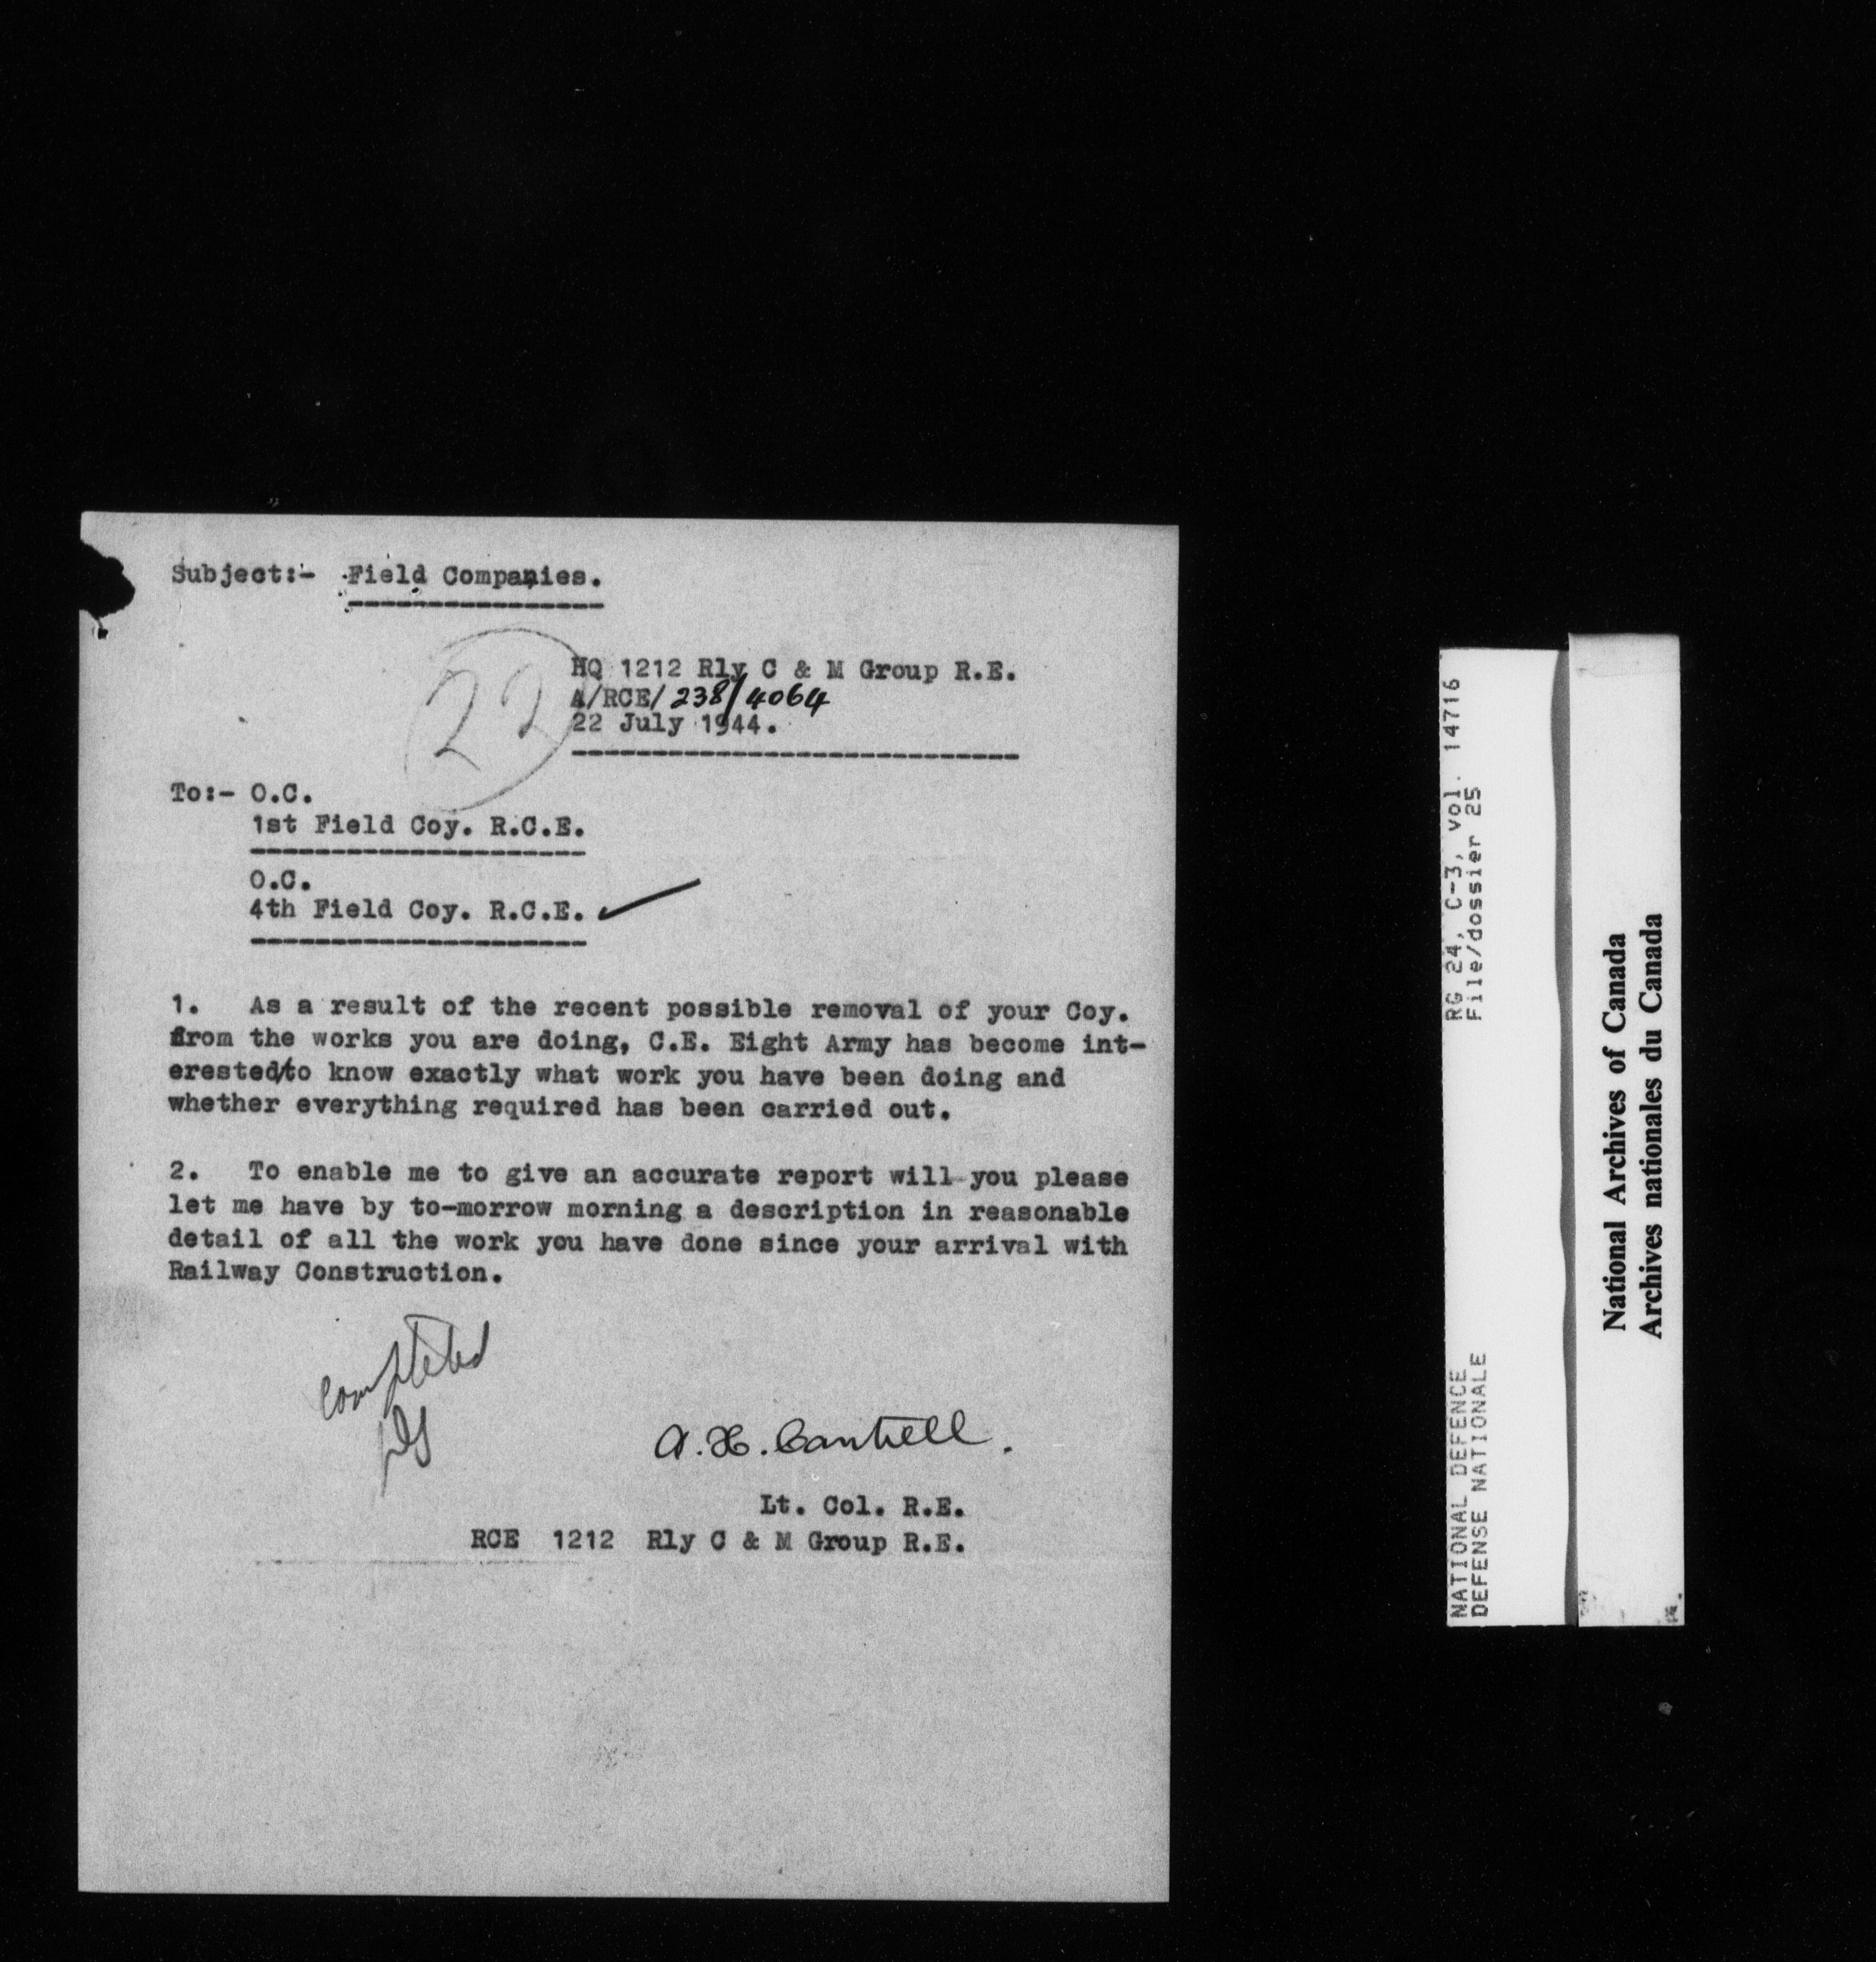 Subject:- Field Companies.
22
HQ 1212 Rly C & M Group R.E.
A/RCE/238/4064
22 July 1944.
To:- O.C.
1st Field Coy. R.C.E.
O.C.
4th Field Coy. R.C.E.
1. As a result of the recent possible removal of your Coy.
from the works you are doing, C.E. Eight Army has become int-
erested/to know exactly what work you have been doing and
whether everything required has been carried out.
2. To enable me to give an accurate report will you please
let me have by to-morrow morning a description in reasonable
detail of all the work you have done since your arrival with
Railway Construction.
Completed
A.H. Cantrell.
Lt. Col. R.E.
RCE 1212 Rly C & M Group R.E.
RG 24, C-3, vol. 14716
File/dossier 25
NATIONAL DEFENCE
DEFENSE NATIONALE
National Archives of Canada
Archives nationales du Canada